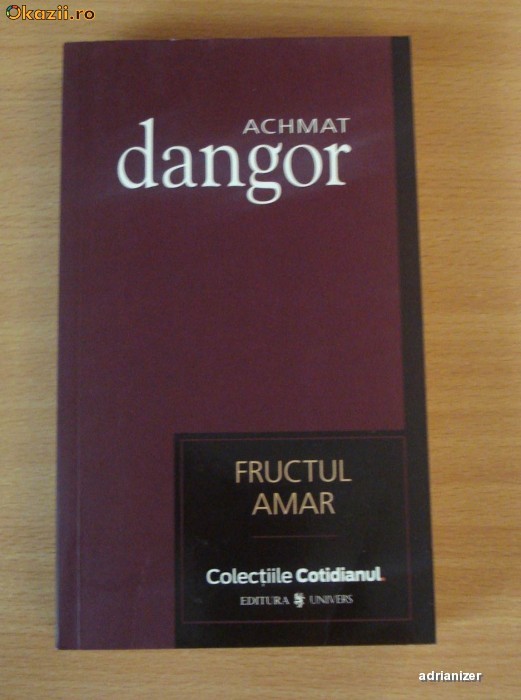 Okazii.ro
ACHMAT
dangor
FRUCTUL
AMAR
Colecțiile Cotidianul.
EDITURA UNIVERS
adrianizer